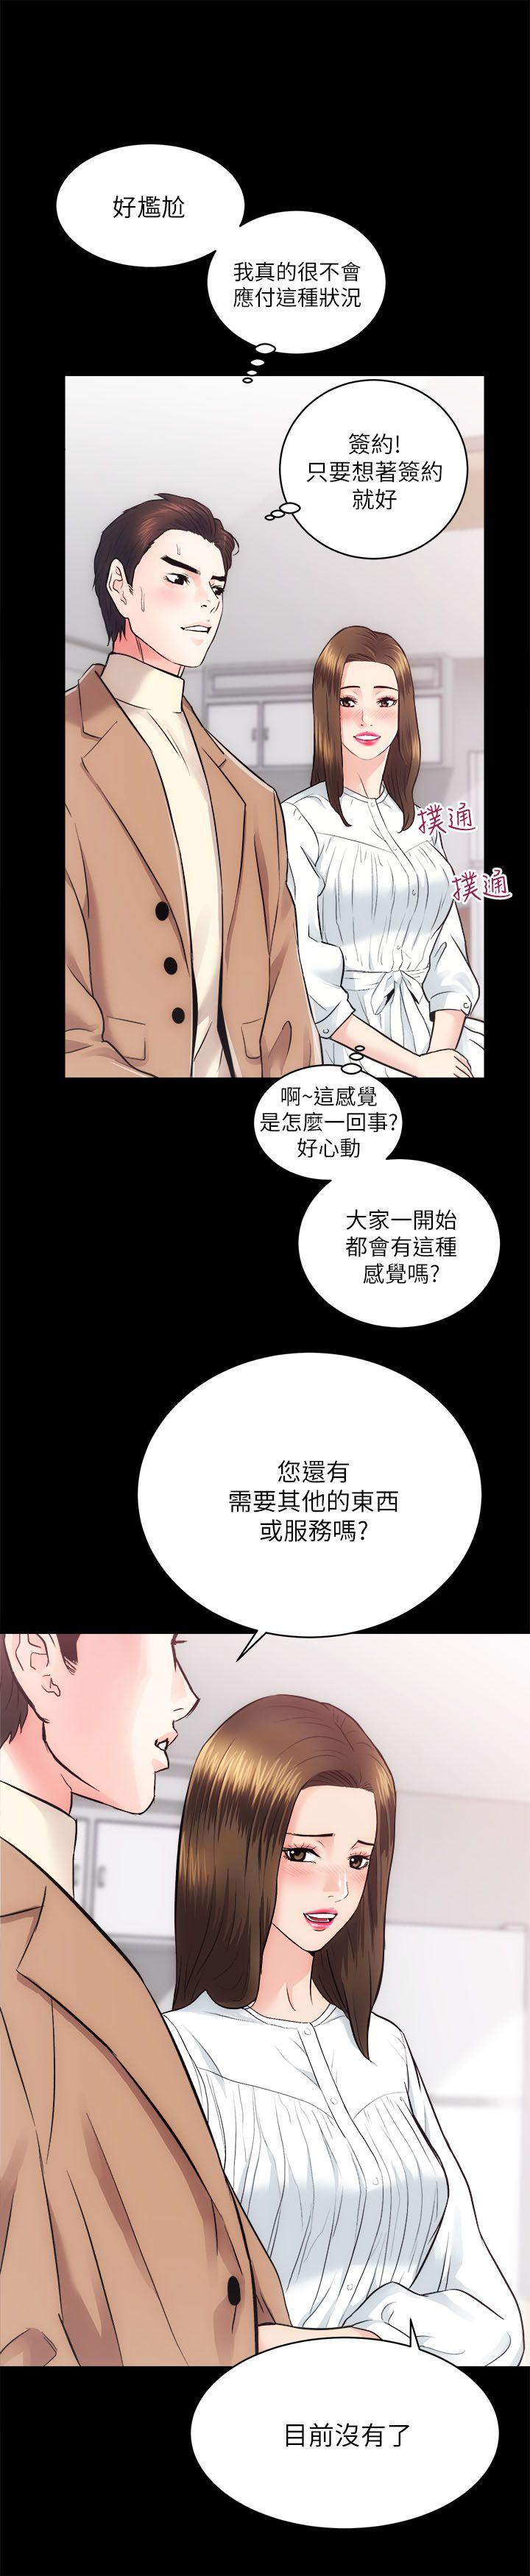 好尷尬
我真的很不會
應付這種狀況
簽約!
只要想著簽約
就好
撲通
撲通
啊~這感覺
是怎麼一回事?
好心動
大家一開始
都會有這種
感覺嗎?
您還有
需要其他的東西
或服務嗎?
目前沒有了